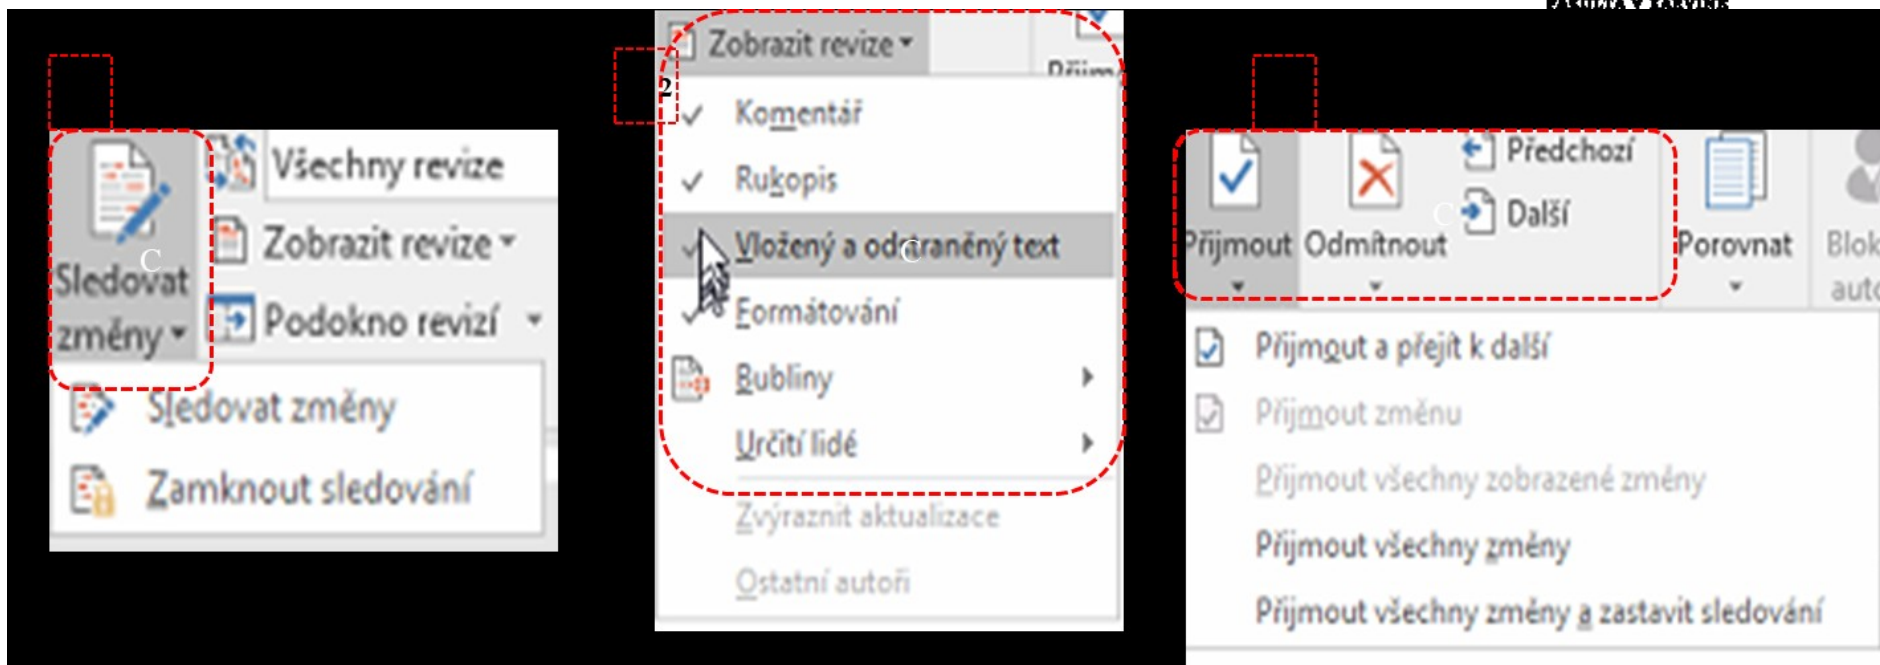 FAKULTA V KARVINÉ
Všechny revize
Zobrazit revize
Sledovat
změny
Podokno revizí
Sledovat změny
Zamknout sledování
2
Zobrazit revize
Komentář
Rukopis
Vložený a odstraněný text
Formátování
Bubliny
Určití lidé
Zvýraznit aktualizace
Ostatní autoři
Předchozí
Další
Přijmout Odmítnout
Porovnat
Přijmout a přejít k další
Přijmout změnu
Přijmout všechny zobrazené změny
Přijmout všechny změny
Přijmout všechny změny a zastavit sledování